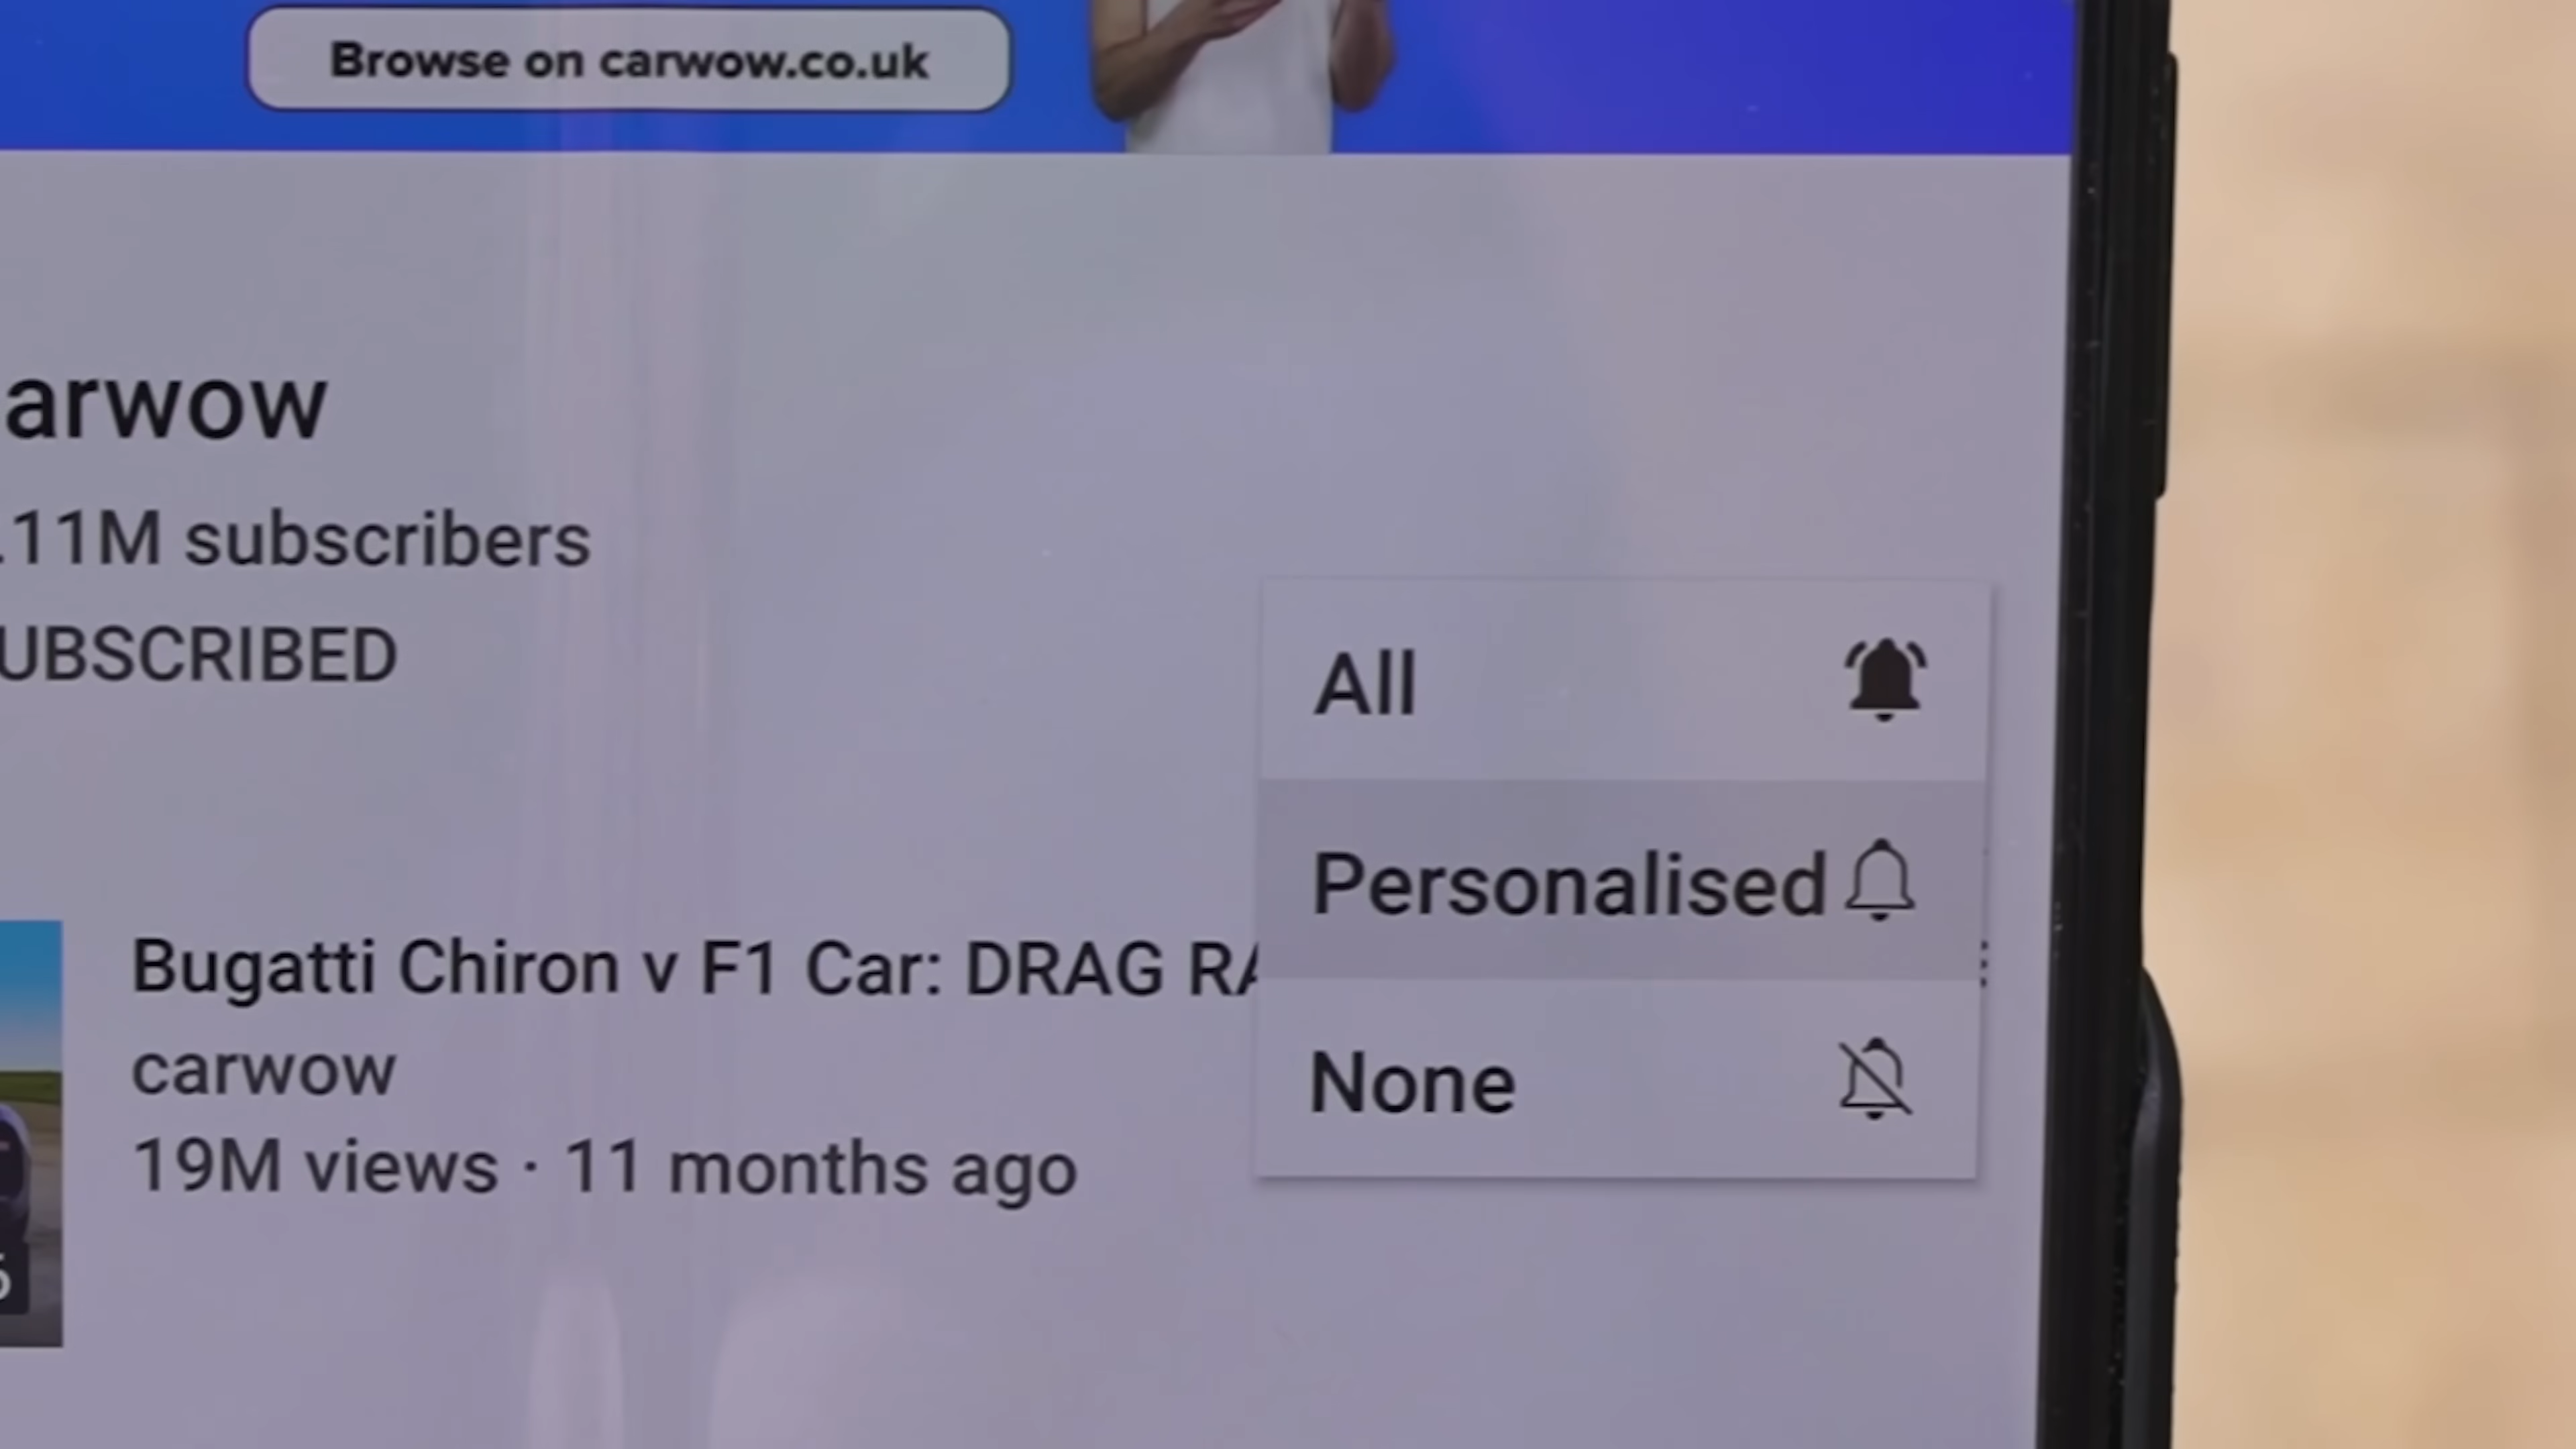 Browse on carwow.co.uk
arwow
.11M subscribers
UBSCRIBED
All
Personalised
None
Bugatti Chiron v F1 Car: DRAG RA
carwow
19M views · 11 months ago